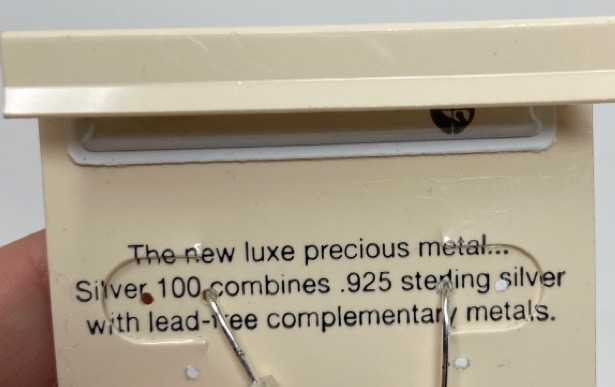 The new luxe precious metal...
Silver 100 combines .925 sterling silver
with lead-free complementary metals.